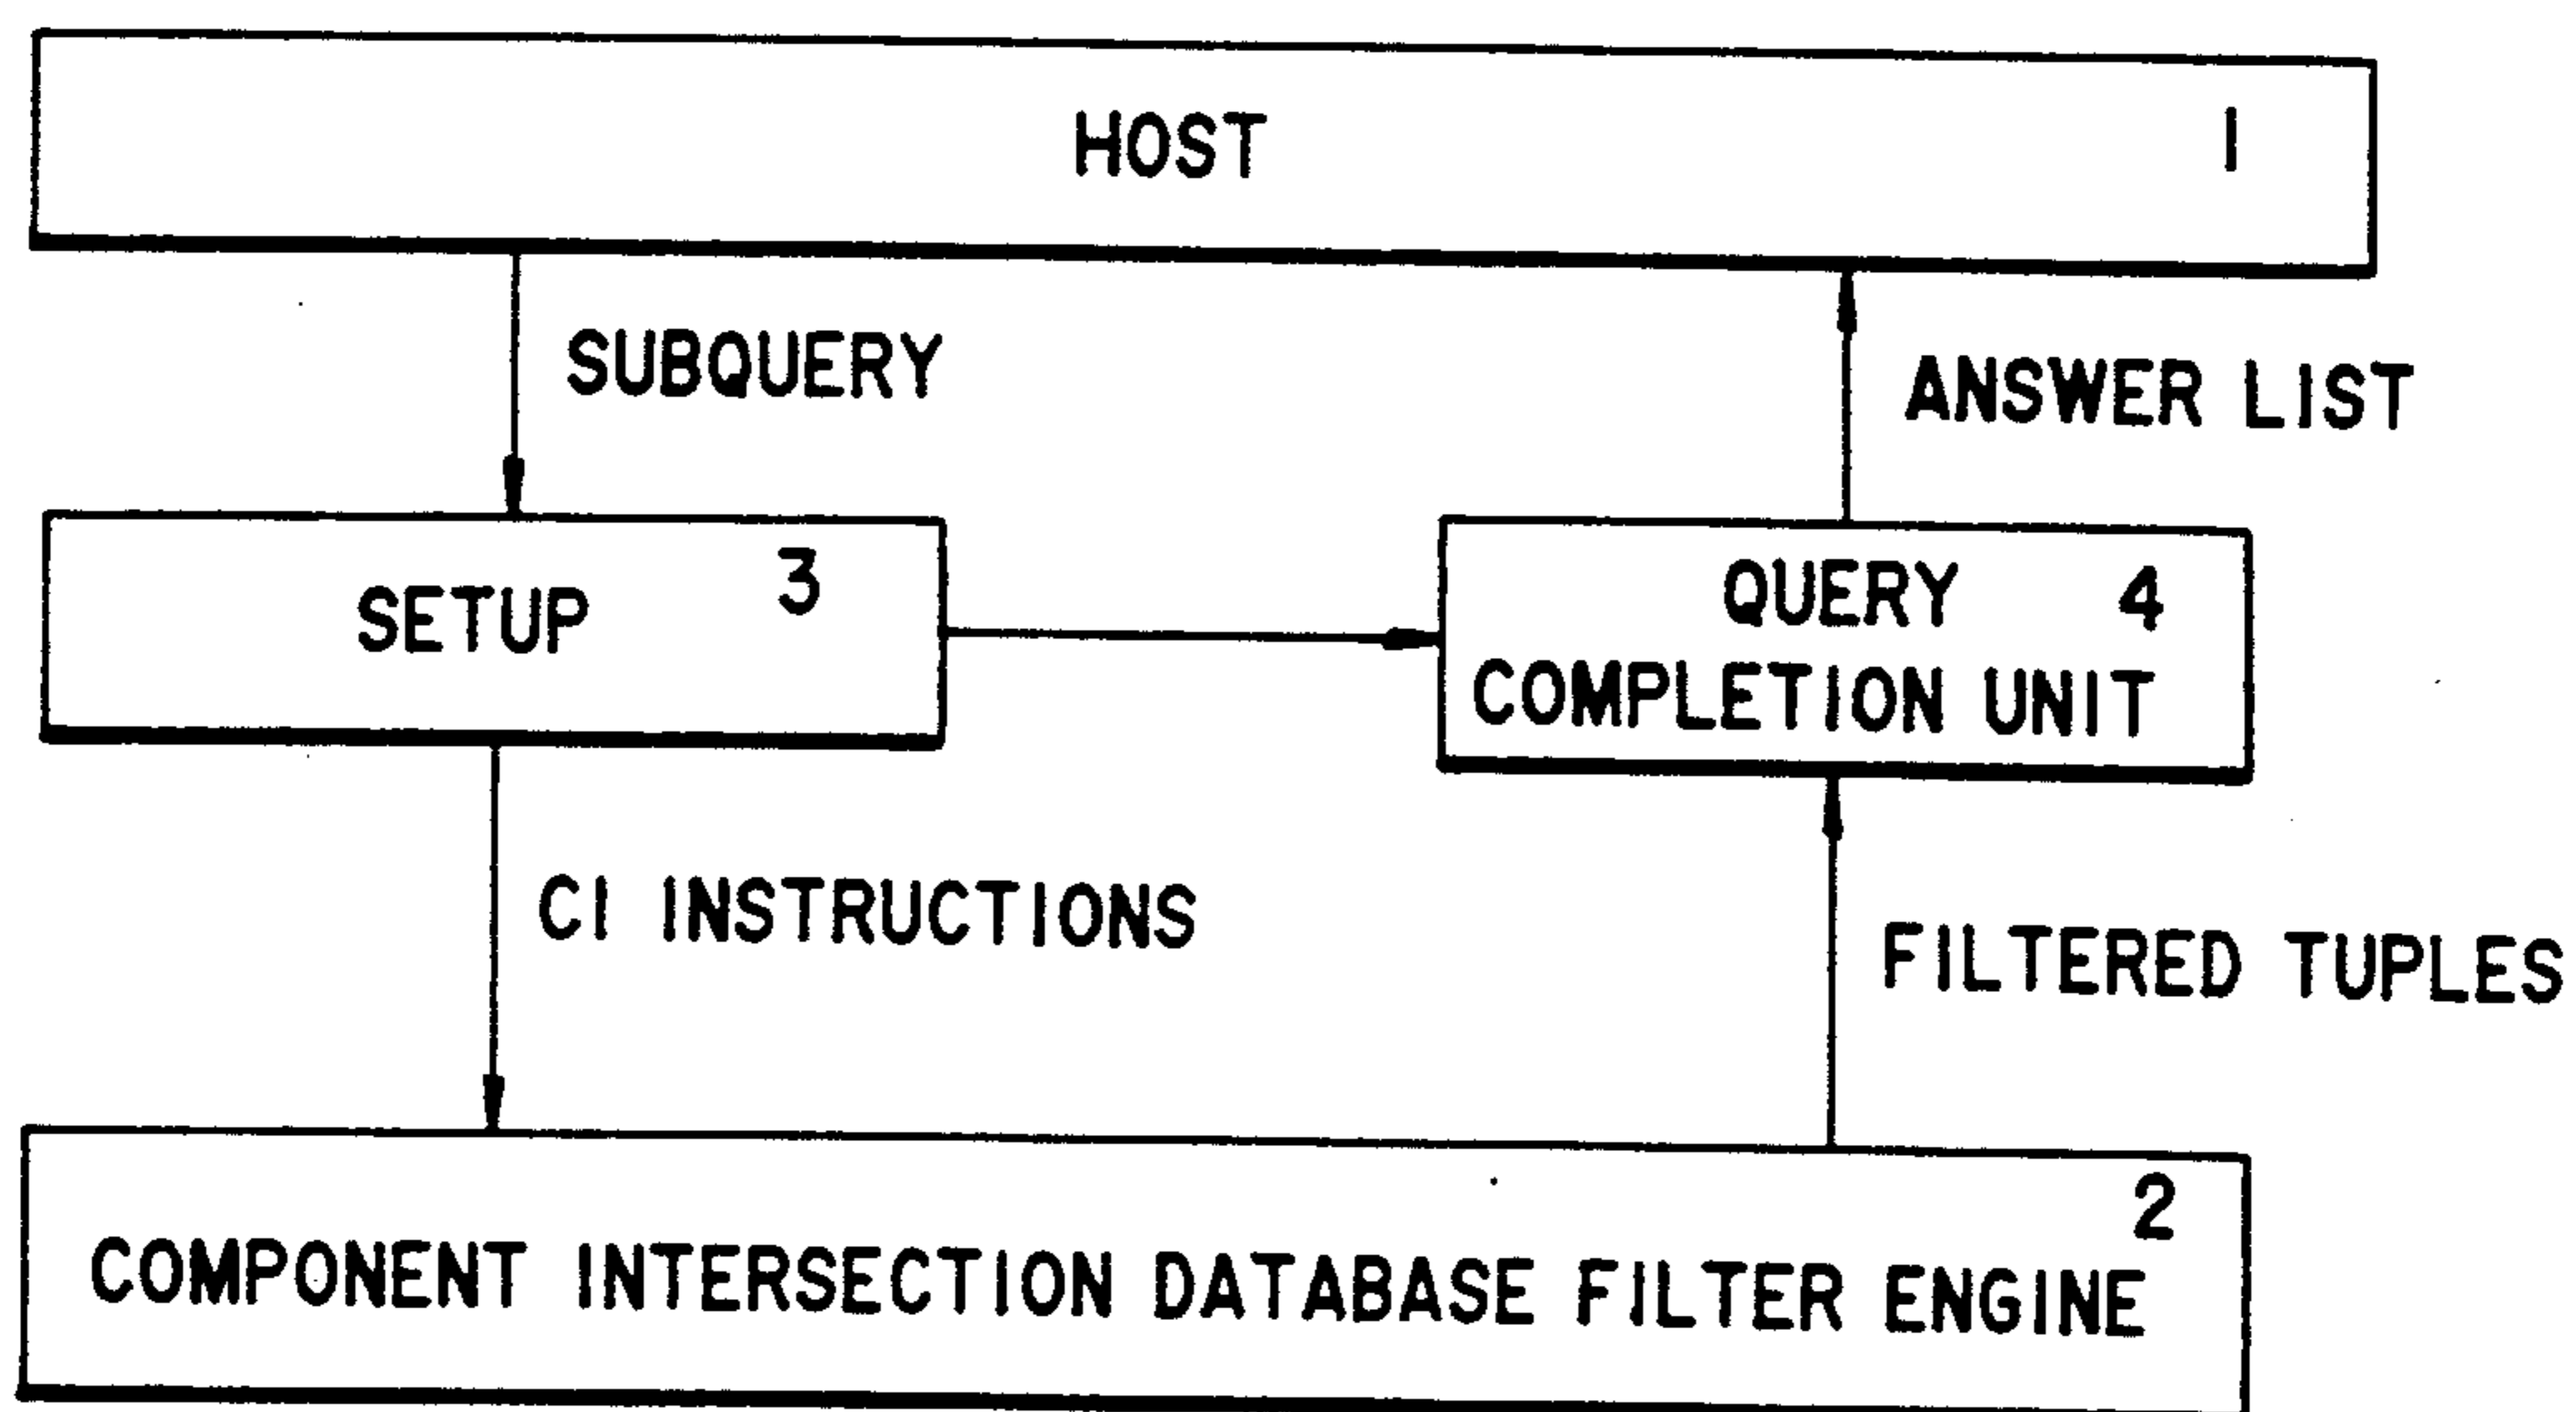 HOST 1
SUBQUERY
ANSWER LIST
SETUP 3
QUERY 4
COMPLETION UNIT
CI INSTRUCTIONS
FILTERED TUPLES
2
COMPONENT INTERSECTION DATABASE FILTER ENGINE